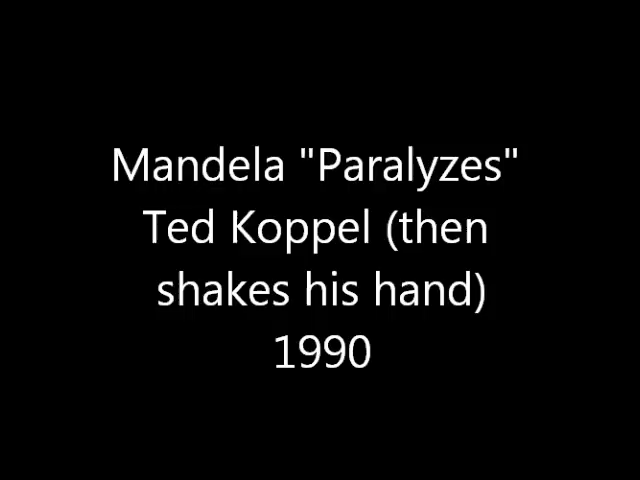 Mandela "Paralyzes"
Ted Koppel (then
shakes his hand)
1990